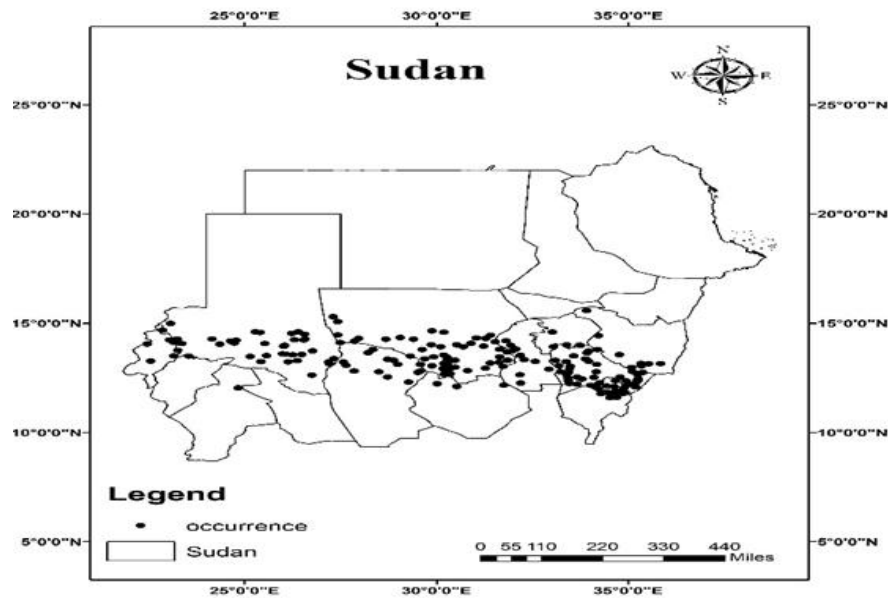 25°0'0"E 30°0'0"E 35°0'0"E
Sudan
N
W E
S
25°0'0"N 25°0'0"N
20°0'0"N 20°0'0"N
15°0'0"N 15°0'0"N
10°0'0"N 10°0'0"N
Legend
occurrence
Sudan
5°0'0"N 5°0'0"N
0 55 110 220 330 440
Miles
25°0'0"E 30°0'0"E 35°0'0"E